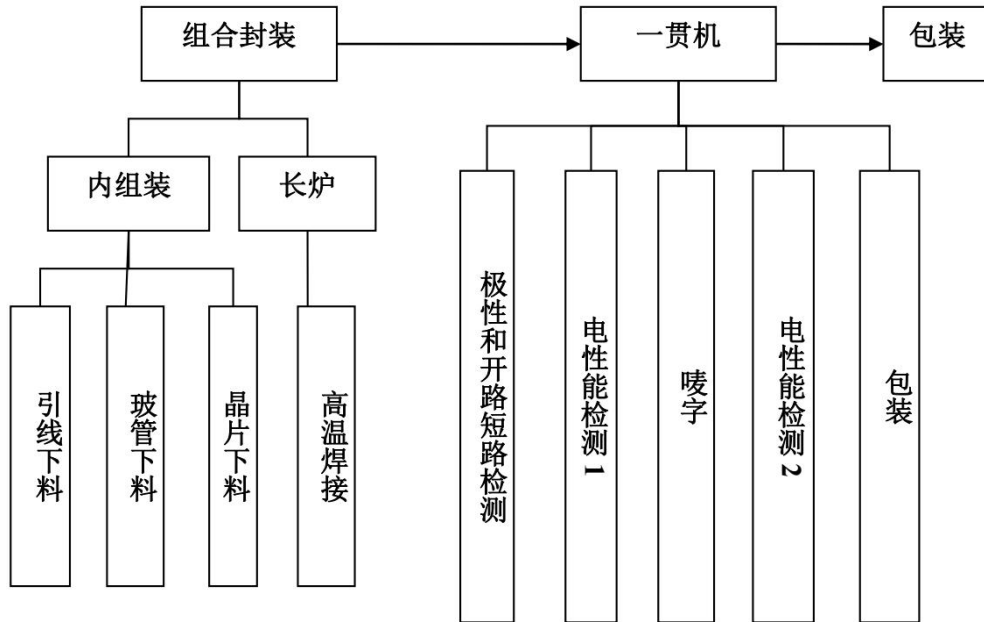 组合封装
一贯机
包装
内组装
长炉
引线下料
玻管下料
晶片下料
高温焊接
极性和开路短路检测
电性能检测1
唛字
电性能检测2
包装